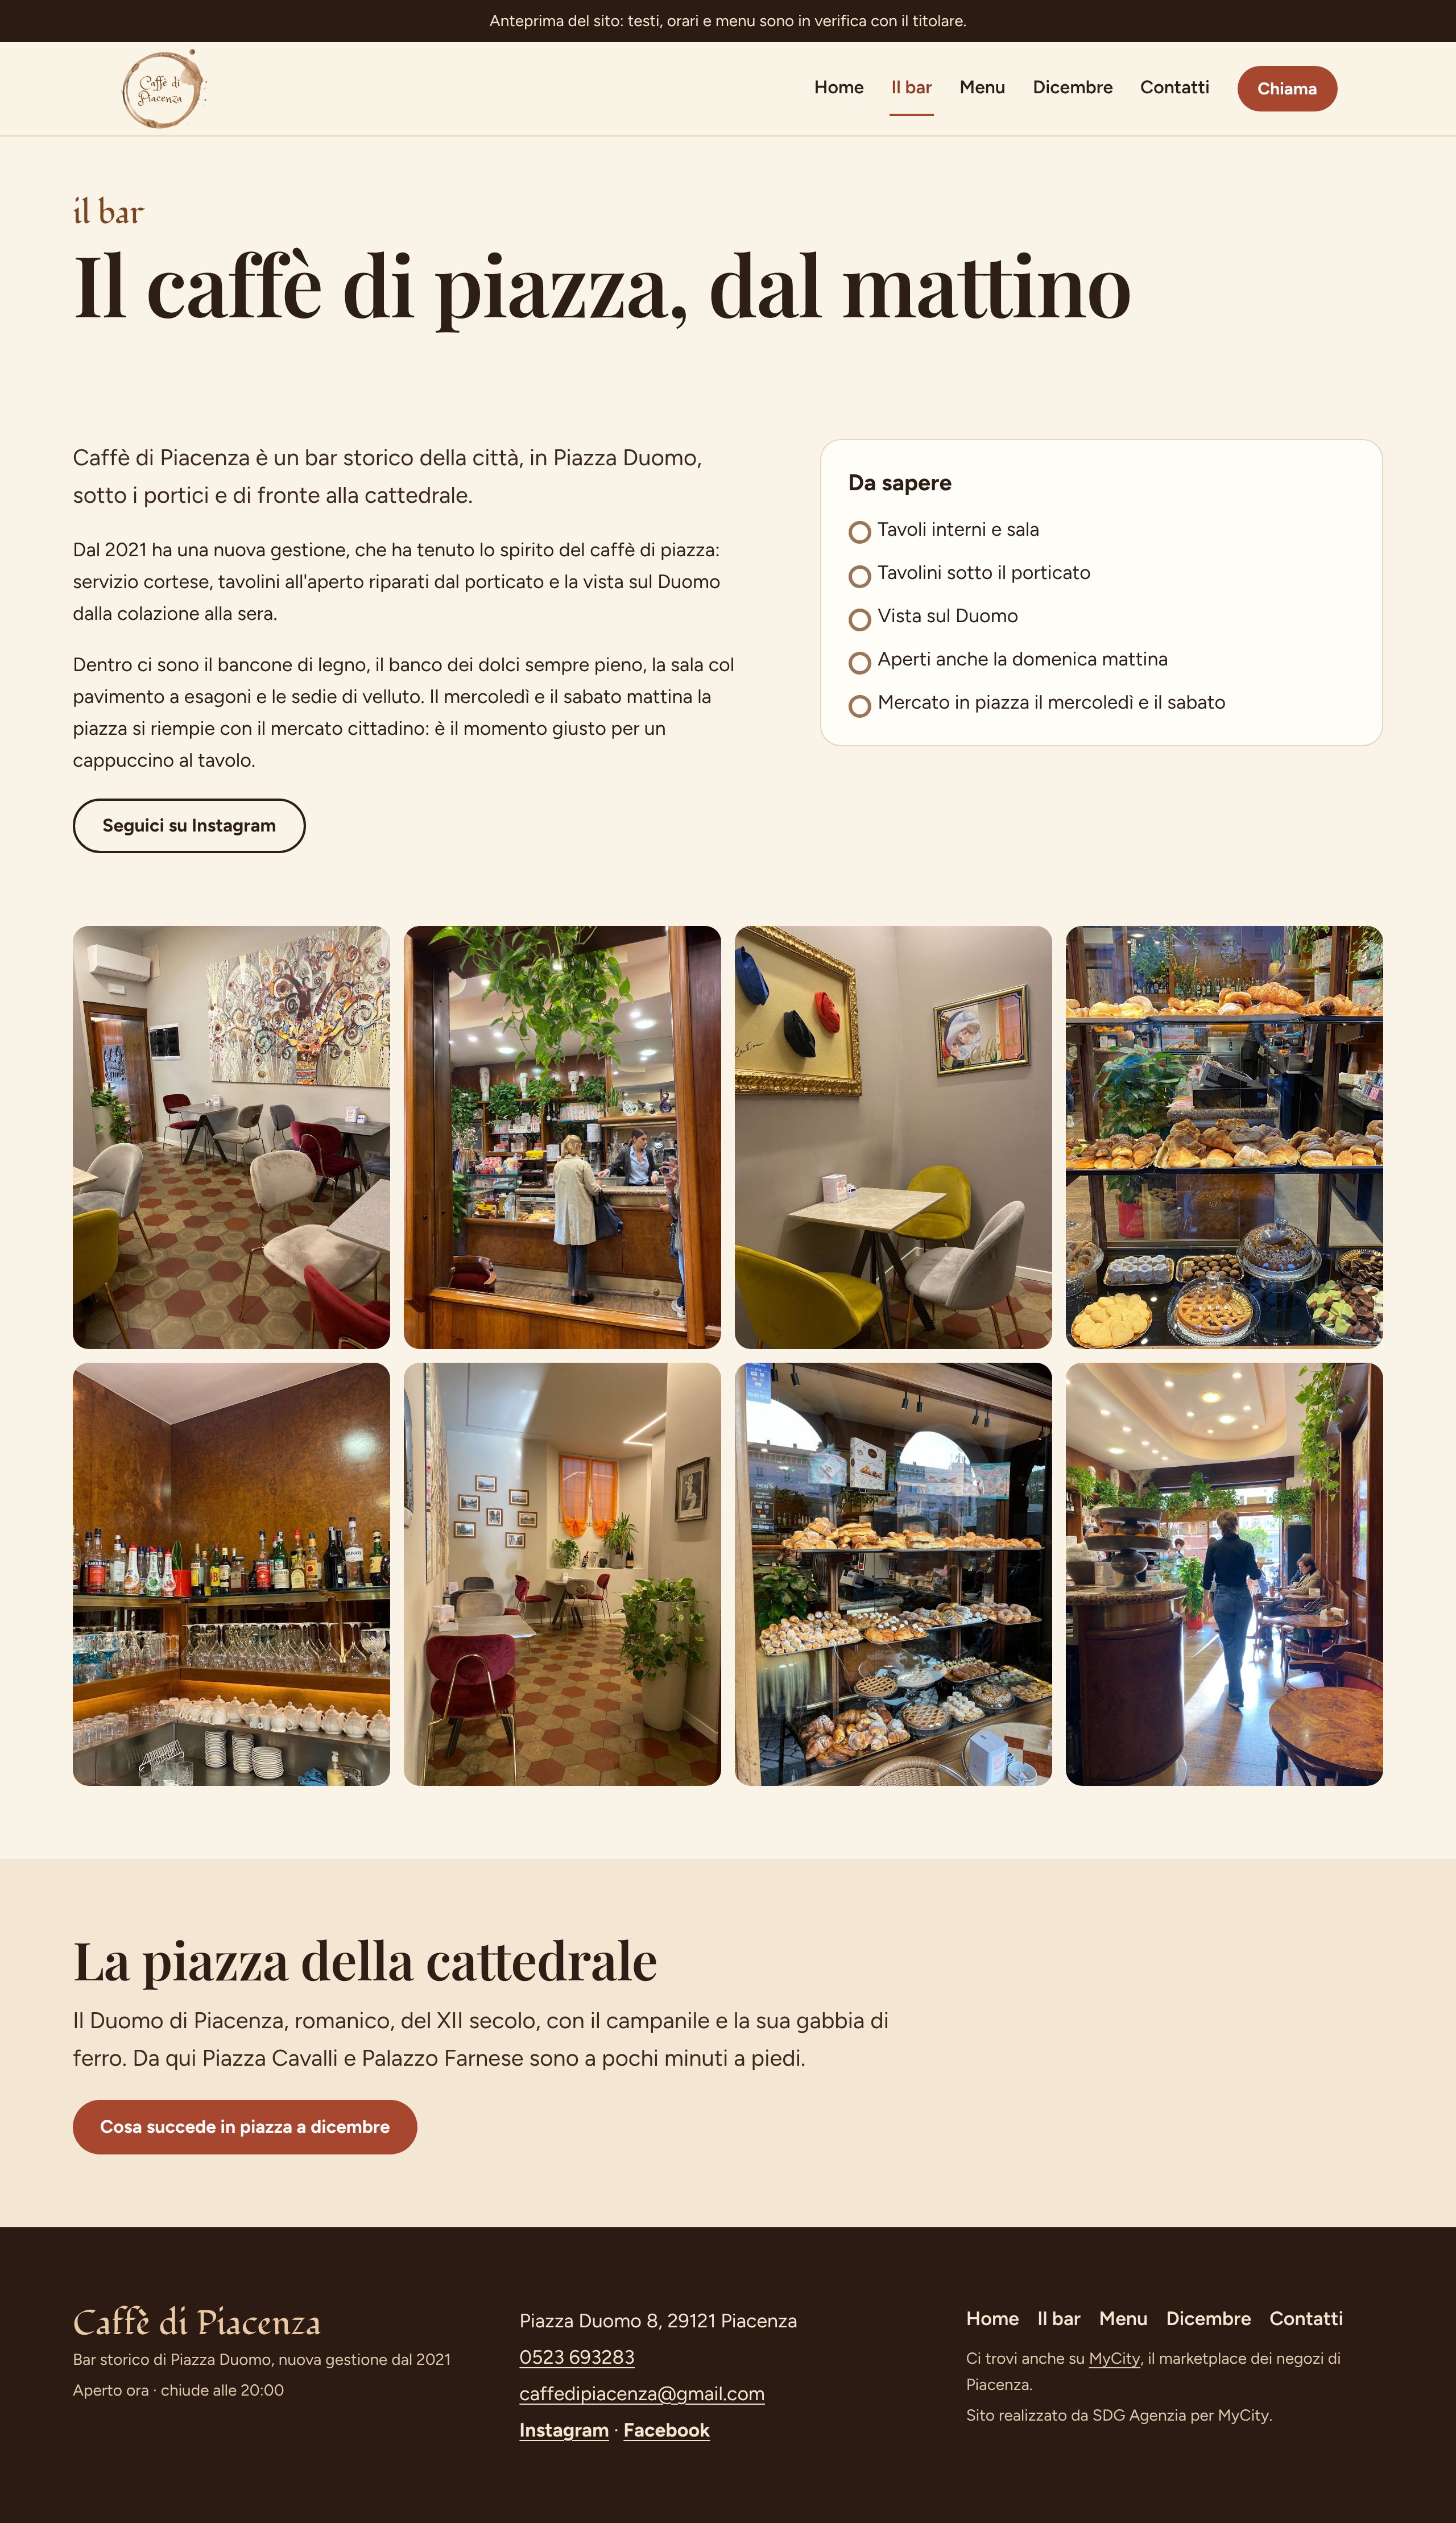 Anteprima del sito: testi, orari e menu sono in verifica con il titolare.
Caffè di
Piacenza
Home Il bar Menu Dicembre Contatti Chiama
il bar
Il caffè di piazza, dal mattino
Caffè di Piacenza è un bar storico della città, in Piazza Duomo,
sotto i portici e di fronte alla cattedrale.
Dal 2021 ha una nuova gestione, che ha tenuto lo spirito del caffè di piazza:
servizio cortese, tavolini all'aperto riparati dal porticato e la vista sul Duomo
dalla colazione alla sera.
Dentro ci sono il bancone di legno, il banco dei dolci sempre pieno, la sala col
pavimento a esagoni e le sedie di velluto. Il mercoledì e il sabato mattina la
piazza si riempie con il mercato cittadino: è il momento giusto per un
cappuccino al tavolo.
Seguici su Instagram
Da sapere
Tavoli interni e sala
Tavolini sotto il porticato
Vista sul Duomo
Aperti anche la domenica mattina
Mercato in piazza il mercoledì e il sabato
La piazza della cattedrale
Il Duomo di Piacenza, romanico, del XII secolo, con il campanile e la sua gabbia di
ferro. Da qui Piazza Cavalli e Palazzo Farnese sono a pochi minuti a piedi.
Cosa succede in piazza a dicembre
Caffè di Piacenza
Bar storico di Piazza Duomo, nuova gestione dal 2021
Aperto ora · chiude alle 20:00
Piazza Duomo 8, 29121 Piacenza
0523 693283
caffedipiacenza@gmail.com
Instagram · Facebook
Home Il bar Menu Dicembre Contatti
Ci trovi anche su MyCity, il marketplace dei negozi di
Piacenza.
Sito realizzato da SDG Agenzia per MyCity.